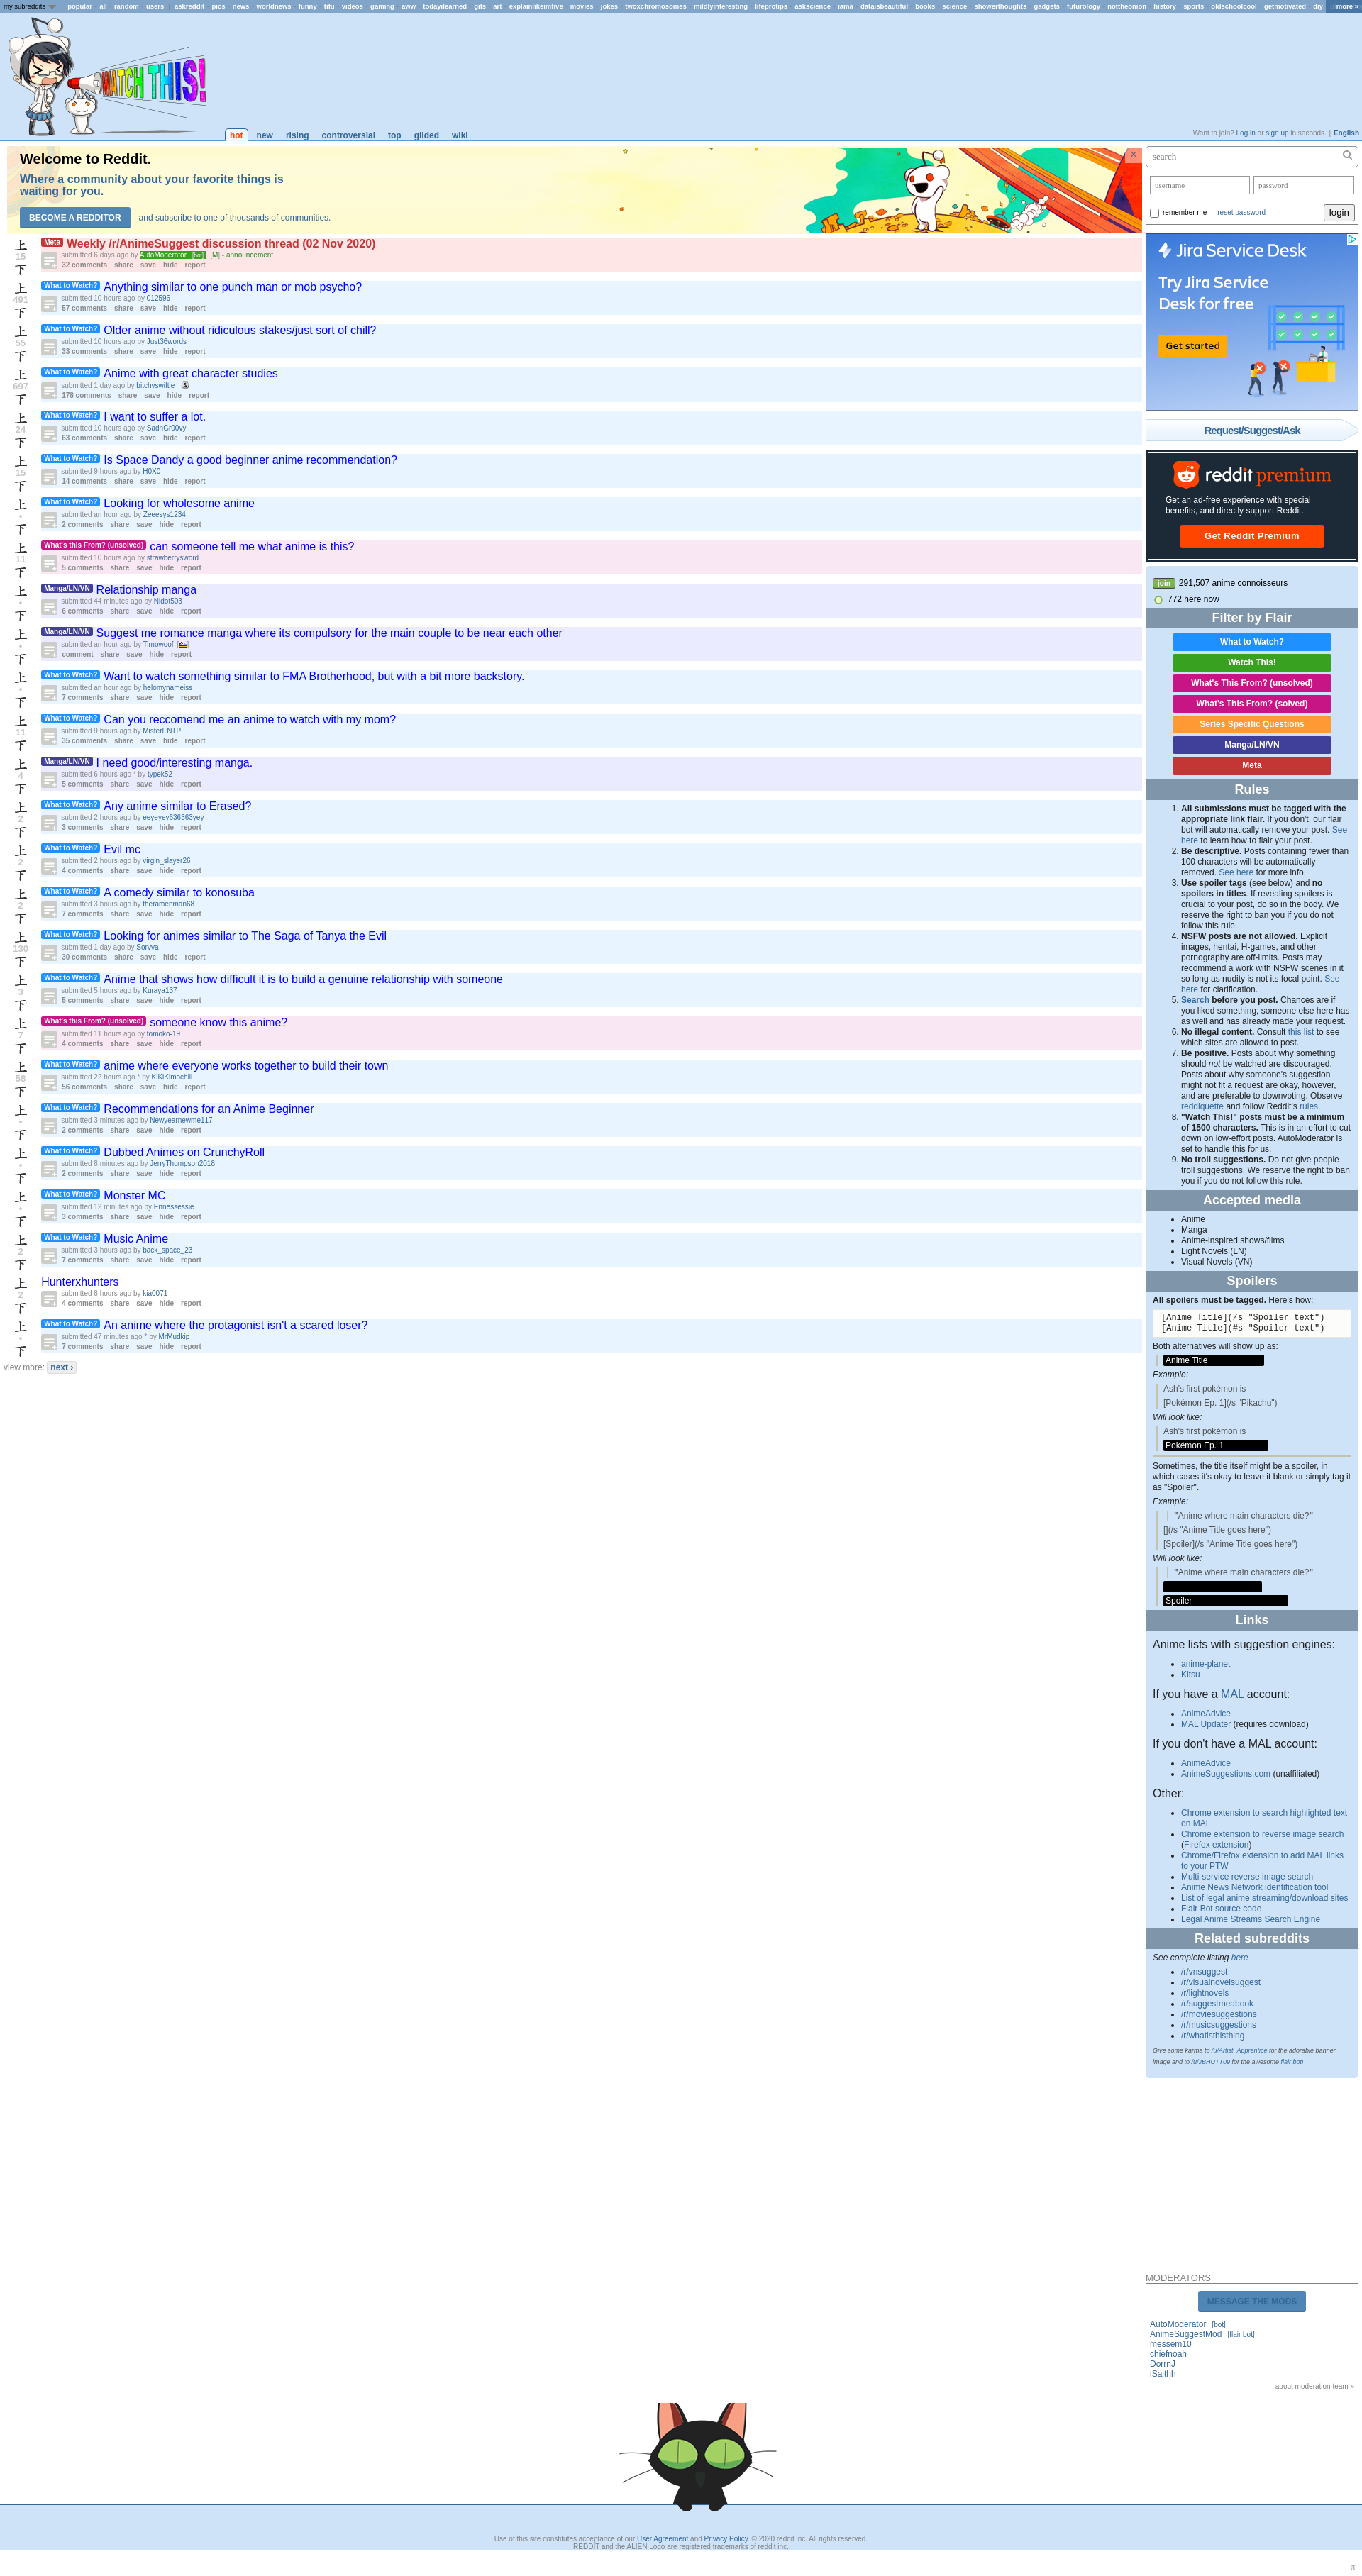 my subreddits popular all random users askreddit pics news worldnews funny tifu videos gaming aww todayilearned gifs art explainlikeimfive movies jokes twoxchromosomes mildlyinteresting lifeprotips askscience iama dataisbeautiful books science showerthoughts gadgets futurology nottheonion history sports oldschoolcool getmotivated diy more »
WATCH THIS!
hot new rising controversial top gilded wiki
Want to join? Log in or sign up in seconds. | English
Welcome to Reddit.
Where a community about your favorite things is
waiting for you.
BECOME A REDDITOR and subscribe to one of thousands of communities.
×
上
15
下
Meta Weekly /r/AnimeSuggest discussion thread (02 Nov 2020)
submitted 6 days ago by AutoModerator [bot] [M] - announcement
32 comments share save hide report
上
491
下
What to Watch? Anything similar to one punch man or mob psycho?
submitted 10 hours ago by 012596
57 comments share save hide report
上
55
下
What to Watch? Older anime without ridiculous stakes/just sort of chill?
submitted 10 hours ago by Just36words
33 comments share save hide report
上
697
下
What to Watch? Anime with great character studies
submitted 1 day ago by bitchyswiftie
178 comments share save hide report
上
24
下
What to Watch? I want to suffer a lot.
submitted 10 hours ago by SadnGr00vy
63 comments share save hide report
上
15
下
What to Watch? Is Space Dandy a good beginner anime recommendation?
submitted 9 hours ago by H0X0
14 comments share save hide report
上
•
下
What to Watch? Looking for wholesome anime
submitted an hour ago by Zeeesys1234
2 comments share save hide report
上
11
下
What's this From? (unsolved) can someone tell me what anime is this?
submitted 10 hours ago by strawberrysword
5 comments share save hide report
上
•
下
Manga/LN/VN Relationship manga
submitted 44 minutes ago by Nidot503
6 comments share save hide report
上
•
下
Manga/LN/VN Suggest me romance manga where its compulsory for the main couple to be near each other
submitted an hour ago by Timowool
comment share save hide report
上
•
下
What to Watch? Want to watch something similar to FMA Brotherhood, but with a bit more backstory.
submitted an hour ago by helomynameiss
7 comments share save hide report
上
11
下
What to Watch? Can you reccomend me an anime to watch with my mom?
submitted 9 hours ago by MisterENTP
35 comments share save hide report
上
4
下
Manga/LN/VN I need good/interesting manga.
submitted 6 hours ago * by typek52
5 comments share save hide report
上
2
下
What to Watch? Any anime similar to Erased?
submitted 2 hours ago by eeyeyey636363yey
3 comments share save hide report
上
2
下
What to Watch? Evil mc
submitted 2 hours ago by virgin_slayer26
4 comments share save hide report
上
2
下
What to Watch? A comedy similar to konosuba
submitted 3 hours ago by theramenman68
7 comments share save hide report
上
130
下
What to Watch? Looking for animes similar to The Saga of Tanya the Evil
submitted 1 day ago by Sorvva
30 comments share save hide report
上
3
下
What to Watch? Anime that shows how difficult it is to build a genuine relationship with someone
submitted 5 hours ago by Kuraya137
5 comments share save hide report
上
7
下
What's this From? (unsolved) someone know this anime?
submitted 11 hours ago by tomoko-19
4 comments share save hide report
上
58
下
What to Watch? anime where everyone works together to build their town
submitted 22 hours ago * by KiKiKimochiii
56 comments share save hide report
上
•
下
What to Watch? Recommendations for an Anime Beginner
submitted 3 minutes ago by Newyearnewme117
2 comments share save hide report
上
•
下
What to Watch? Dubbed Animes on CrunchyRoll
submitted 8 minutes ago by JerryThompson2018
2 comments share save hide report
上
•
下
What to Watch? Monster MC
submitted 12 minutes ago by Ennessessie
3 comments share save hide report
上
2
下
What to Watch? Music Anime
submitted 3 hours ago by back_space_23
7 comments share save hide report
上
2
下
Hunterxhunters
submitted 8 hours ago by kia0071
4 comments share save hide report
上
•
下
What to Watch? An anime where the protagonist isn't a scared loser?
submitted 47 minutes ago * by MrMudkip
7 comments share save hide report
view more: next ›
search
username password
remember me reset password login
Jira Service Desk
Try Jira Service
Desk for free
Get started
Request/Suggest/Ask
reddit premium
Get an ad-free experience with special
benefits, and directly support Reddit.
Get Reddit Premium
join 291,507 anime connoisseurs
772 here now
Filter by Flair
What to Watch?
Watch This!
What's This From? (unsolved)
What's This From? (solved)
Series Specific Questions
Manga/LN/VN
Meta
Rules
1. All submissions must be tagged with the
appropriate link flair. If you don't, our flair
bot will automatically remove your post. See
here to learn how to flair your post.
2. Be descriptive. Posts containing fewer than
100 characters will be automatically
removed. See here for more info.
3. Use spoiler tags (see below) and no
spoilers in titles. If revealing spoilers is
crucial to your post, do so in the body. We
reserve the right to ban you if you do not
follow this rule.
4. NSFW posts are not allowed. Explicit
images, hentai, H-games, and other
pornography are off-limits. Posts may
recommend a work with NSFW scenes in it
so long as nudity is not its focal point. See
here for clarification.
5. Search before you post. Chances are if
you liked something, someone else here has
as well and has already made your request.
6. No illegal content. Consult this list to see
which sites are allowed to post.
7. Be positive. Posts about why something
should not be watched are discouraged.
Posts about why someone's suggestion
might not fit a request are okay, however,
and are preferable to downvoting. Observe
reddiquette and follow Reddit's rules.
8. "Watch This!" posts must be a minimum
of 1500 characters. This is in an effort to cut
down on low-effort posts. AutoModerator is
set to handle this for us.
9. No troll suggestions. Do not give people
troll suggestions. We reserve the right to ban
you if you do not follow this rule.
Accepted media
Anime
Manga
Anime-inspired shows/films
Light Novels (LN)
Visual Novels (VN)
Spoilers
All spoilers must be tagged. Here's how:
[Anime Title](/s "Spoiler text")
[Anime Title](#s "Spoiler text")
Both alternatives will show up as:
Anime Title
Example:
Ash's first pokémon is
[Pokémon Ep. 1](/s "Pikachu")
Will look like:
Ash's first pokémon is
Pokémon Ep. 1
Sometimes, the title itself might be a spoiler, in
which cases it's okay to leave it blank or simply tag it
as "Spoiler".
Example:
"Anime where main characters die?"
[](/s "Anime Title goes here")
[Spoiler](/s "Anime Title goes here")
Will look like:
"Anime where main characters die?"
Spoiler
Links
Anime lists with suggestion engines:
anime-planet
Kitsu
If you have a MAL account:
AnimeAdvice
MAL Updater (requires download)
If you don't have a MAL account:
AnimeAdvice
AnimeSuggestions.com (unaffiliated)
Other:
Chrome extension to search highlighted text
on MAL
Chrome extension to reverse image search
(Firefox extension)
Chrome/Firefox extension to add MAL links
to your PTW
Multi-service reverse image search
Anime News Network identification tool
List of legal anime streaming/download sites
Flair Bot source code
Legal Anime Streams Search Engine
Related subreddits
See complete listing here
/r/vnsuggest
/r/visualnovelsuggest
/r/lightnovels
/r/suggestmeabook
/r/moviesuggestions
/r/musicsuggestions
/r/whatisthisthing
Give some karma to /u/Artist_Apprentice for the adorable banner
image and to /u/JBHUTT09 for the awesome flair bot!
MODERATORS
MESSAGE THE MODS
AutoModerator [bot]
AnimeSuggestMod [flair bot]
messem10
chiefnoah
DorrnJ
iSaithh
about moderation team »
Use of this site constitutes acceptance of our User Agreement and Privacy Policy. © 2020 reddit inc. All rights reserved.
REDDIT and the ALIEN Logo are registered trademarks of reddit inc.
π